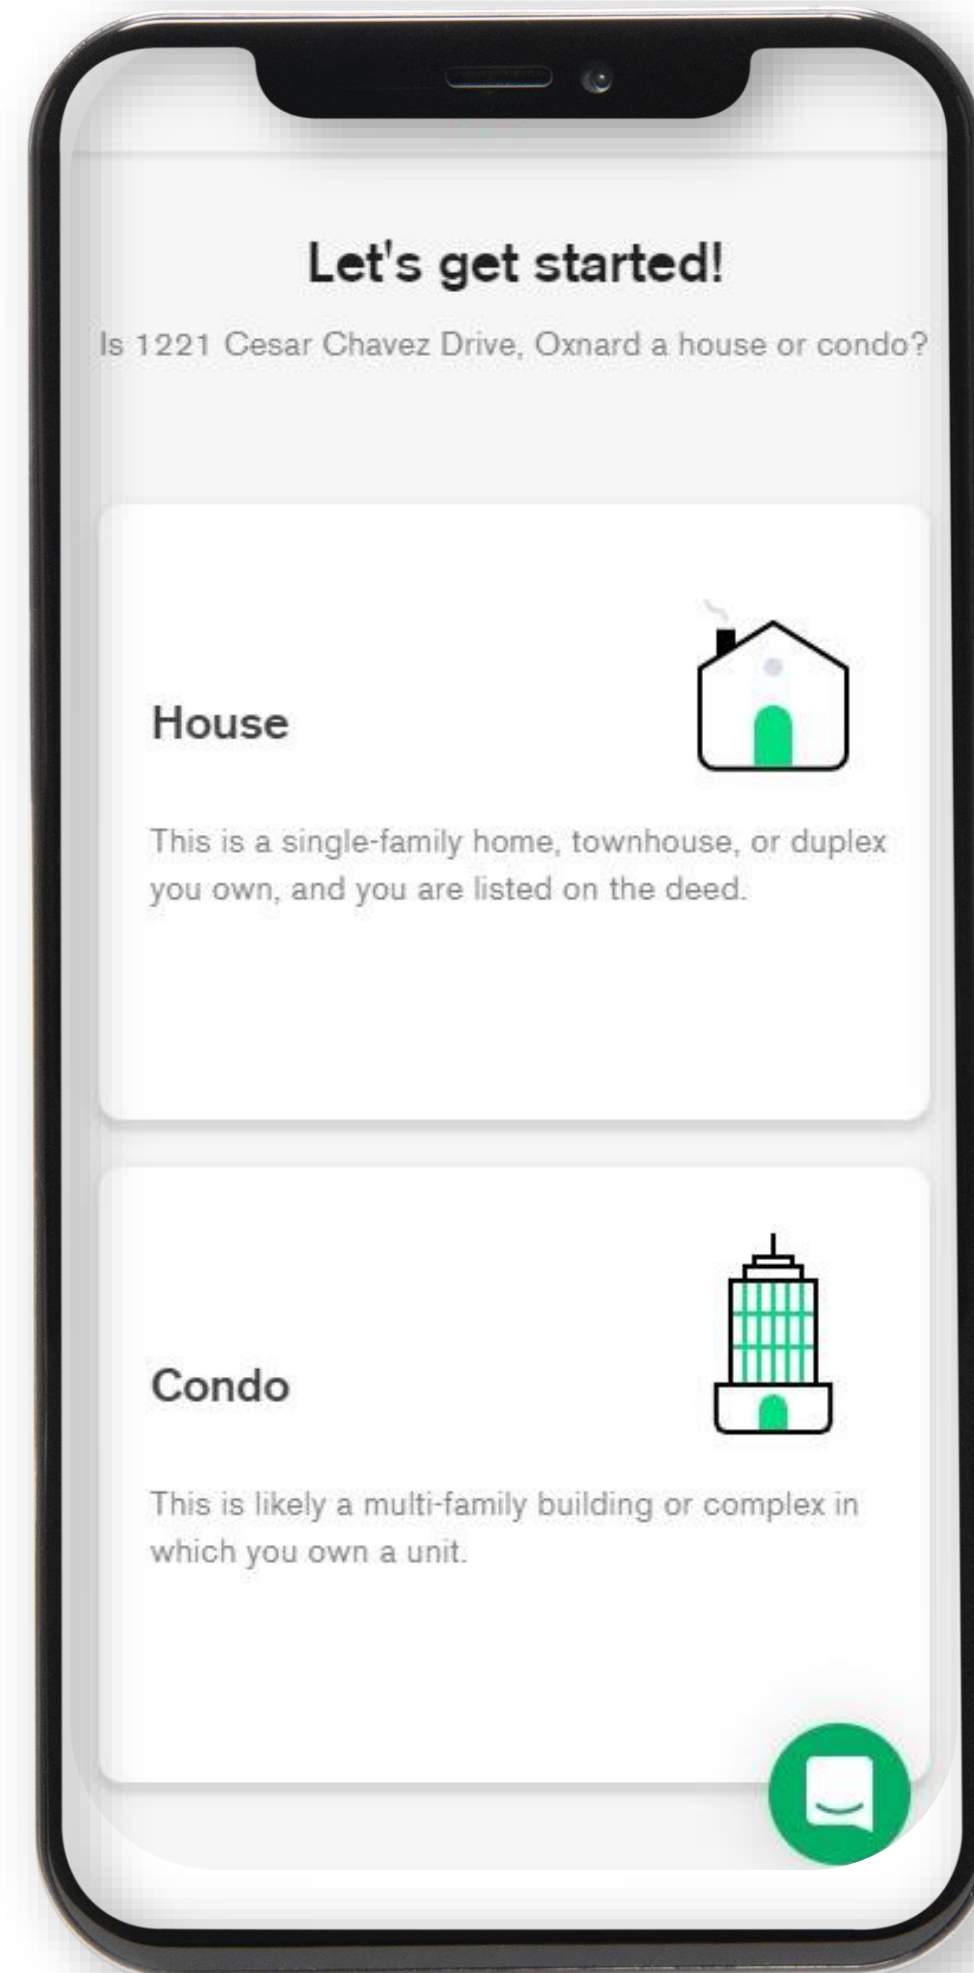 Let's get started!
Is 1221 Cesar Chavez Drive, Oxnard a house or condo?
House
This is a single-family home, townhouse, or duplex
you own, and you are listed on the deed.
Condo
This is likely a multi-family building or complex in
which you own a unit.